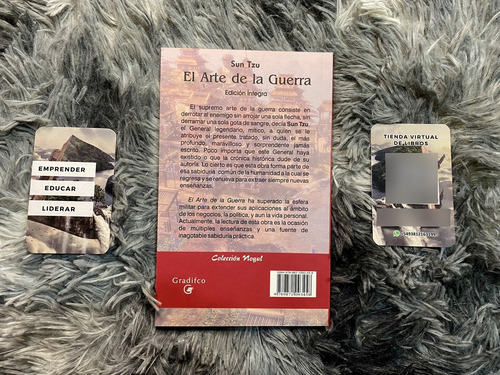 EMPRENDER
EDUCAR
LIDERAR
Sun Tzu
El Arte de la Guerra
Edición íntegra
El supremo arte de la guerra consiste en
derrotar al enemigo sin arrojar una sola flecha, sin
derramar una sola gota de sangre, decía Sun Tzu,
el General legendario, mítico, a quien se le
atribuye el presente trabajo, sin duda, el más
profundo, maravilloso y sorprendente jamás
escrito. Poco importa que este General haya
existido o que la crónica histórica dude de su
autoría. Lo cierto es que esta obra forma parte de
esa sabiduría común de la humanidad a la cual se
regresa y se renueva para extraer siempre nuevas
enseñanzas.
El Arte de la Guerra ha superado la esfera
militar para extender sus aplicaciones al ámbito
de los negocios, la política, y aun la vida personal.
Actualmente, la lectura de esta obra es la ocasión
de múltiples enseñanzas y una fuente de
inagotable sabiduría práctica.
Colección Nogal
Gradifco
TIENDA VIRTUAL
DE LIBROS